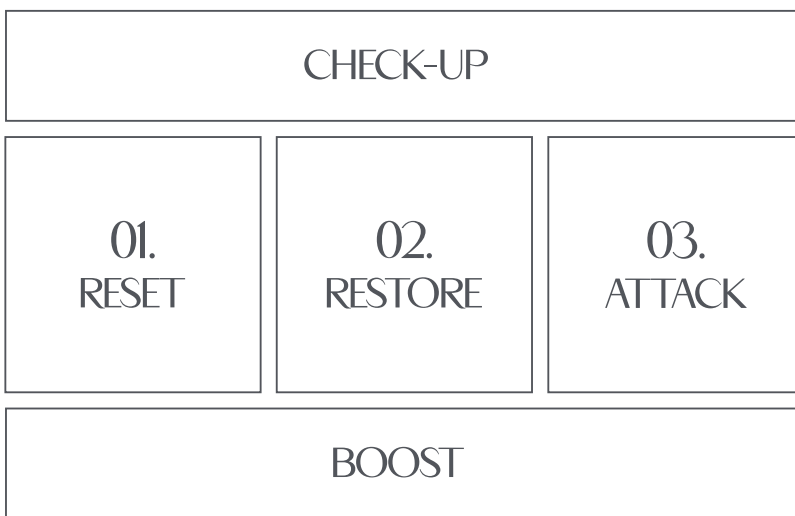 CHECK-UP
01.
RESET
02.
RESTORE
03.
ATTACK
BOOST